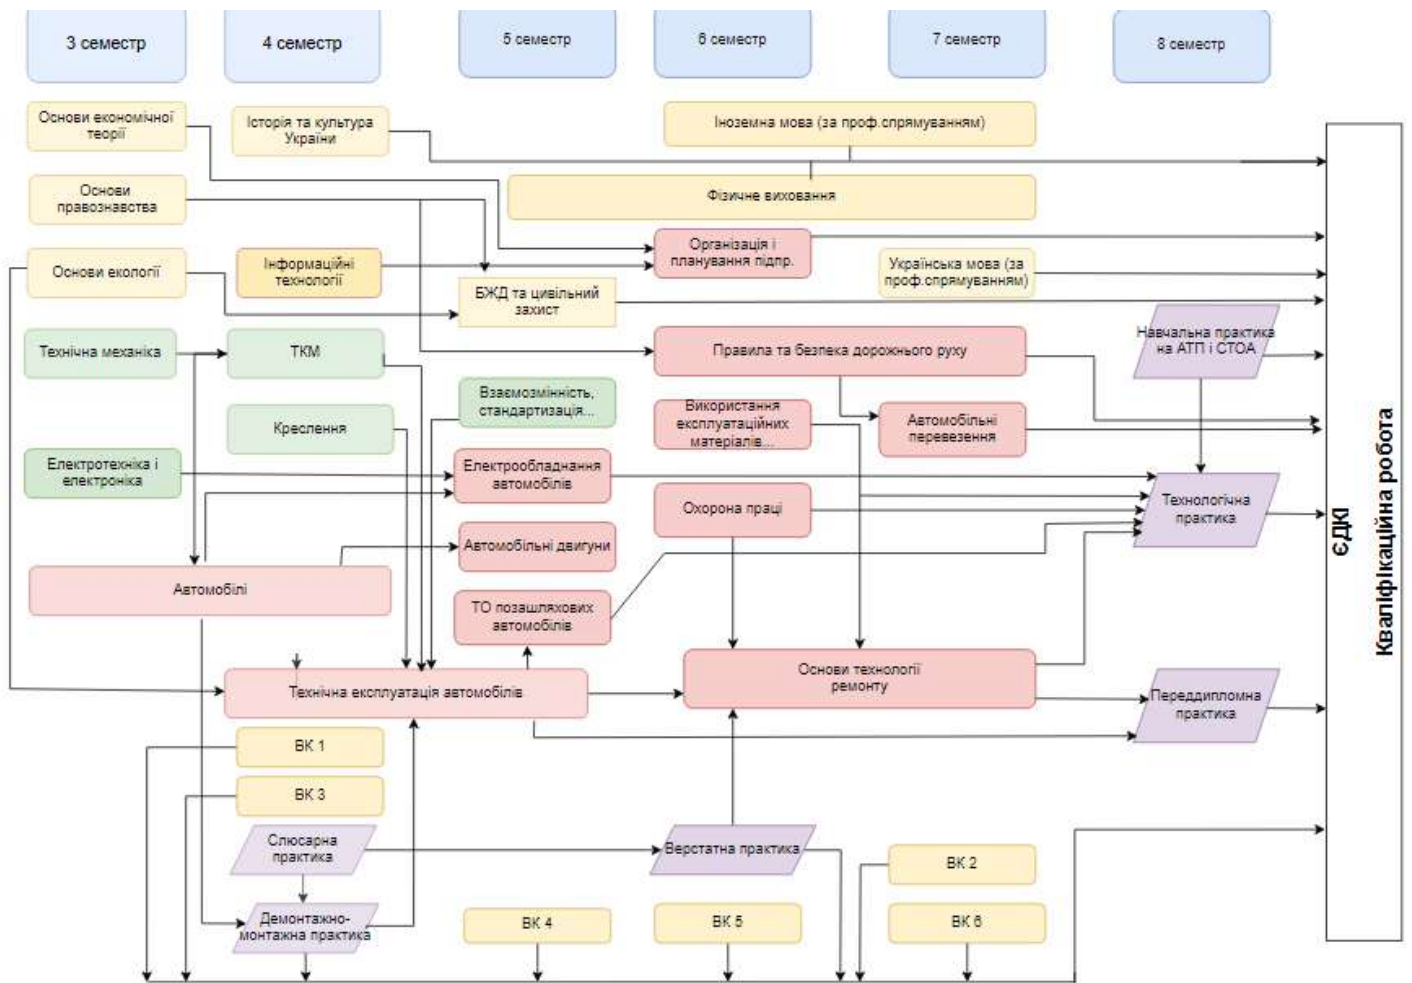 3 семестр
4 семестр
5 семестр
6 семестр
7 семестр
8 семестр
Основи економічної
теорії
Історія та культура
України
Іноземна мова (за проф.спрямуванням)
Основи
правознавства
Фізичне виховання
Основи екології
Інформаційні
технології
Організація і
планування підпр.
Українська мова (за
проф.спрямуванням)
БЖД та цивільний
захист
Технічна механіка
ТКМ
Правила та безпека дорожнього руху
Навчальна практика
на АТП і СТОА
Креслення
Взаємозмінність,
стандартизація...
Використання
експлуатаційних
матеріалів...
Автомобільні
перевезення
Електротехніка і
електроніка
Електрообладнання
автомобілів
Охорона праці
Технологічна
практика
Автомобільні двигуни
Автомобілі
ТО позашляхових
автомобілів
Технічна експлуатація автомобілів
Основи технології
ремонту
Переддипломна
практика
ВК 1
ВК 3
Слюсарна
практика
Верстатна практика
ВК 2
Демонтажно-
монтажна практика
ВК 4
ВК 5
ВК 6
ЄДКІ
Кваліфікаційна робота